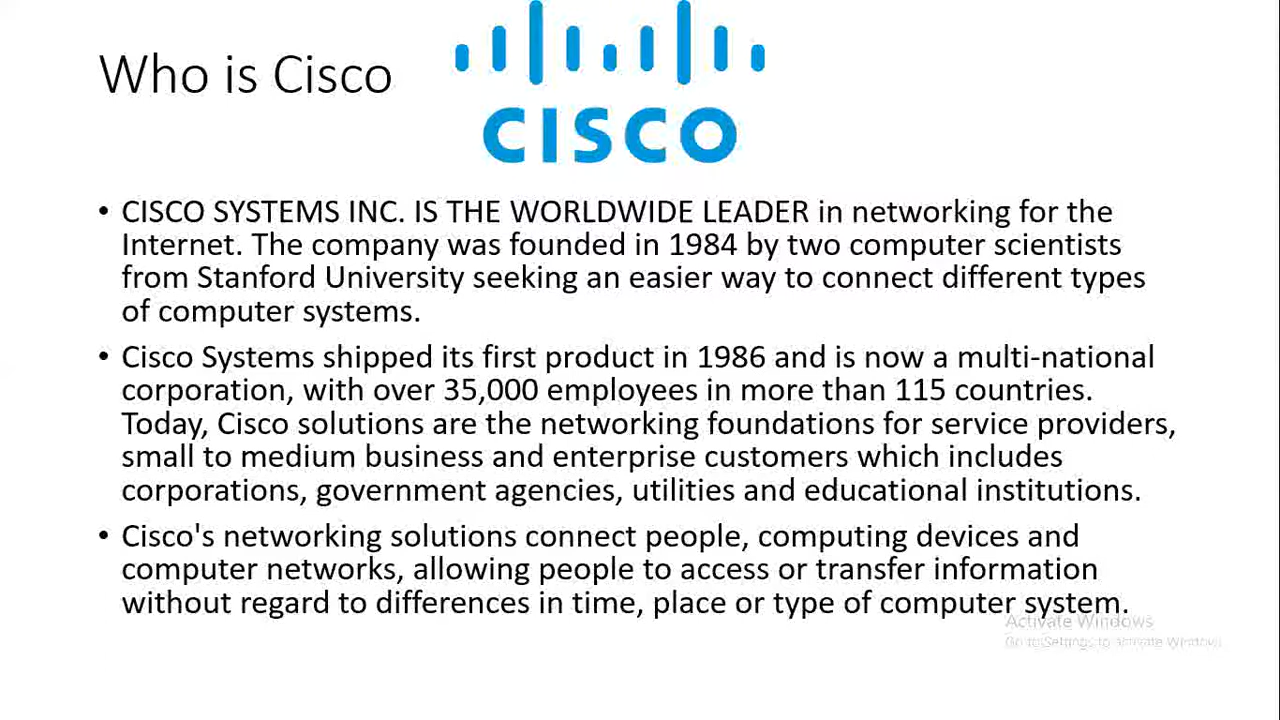 Who is Cisco
CISCO
• CISCO SYSTEMS INC. IS THE WORLDWIDE LEADER in networking for the
Internet. The company was founded in 1984 by two computer scientists
from Stanford University seeking an easier way to connect different types
of computer systems.
• Cisco Systems shipped its first product in 1986 and is now a multi-national
corporation, with over 35,000 employees in more than 115 countries.
Today, Cisco solutions are the networking foundations for service providers,
small to medium business and enterprise customers which includes
corporations, government agencies, utilities and educational institutions.
• Cisco's networking solutions connect people, computing devices and
computer networks, allowing people to access or transfer information
without regard to differences in time, place or type of computer system.
Activate Windows
Go to Settings to activate Windows